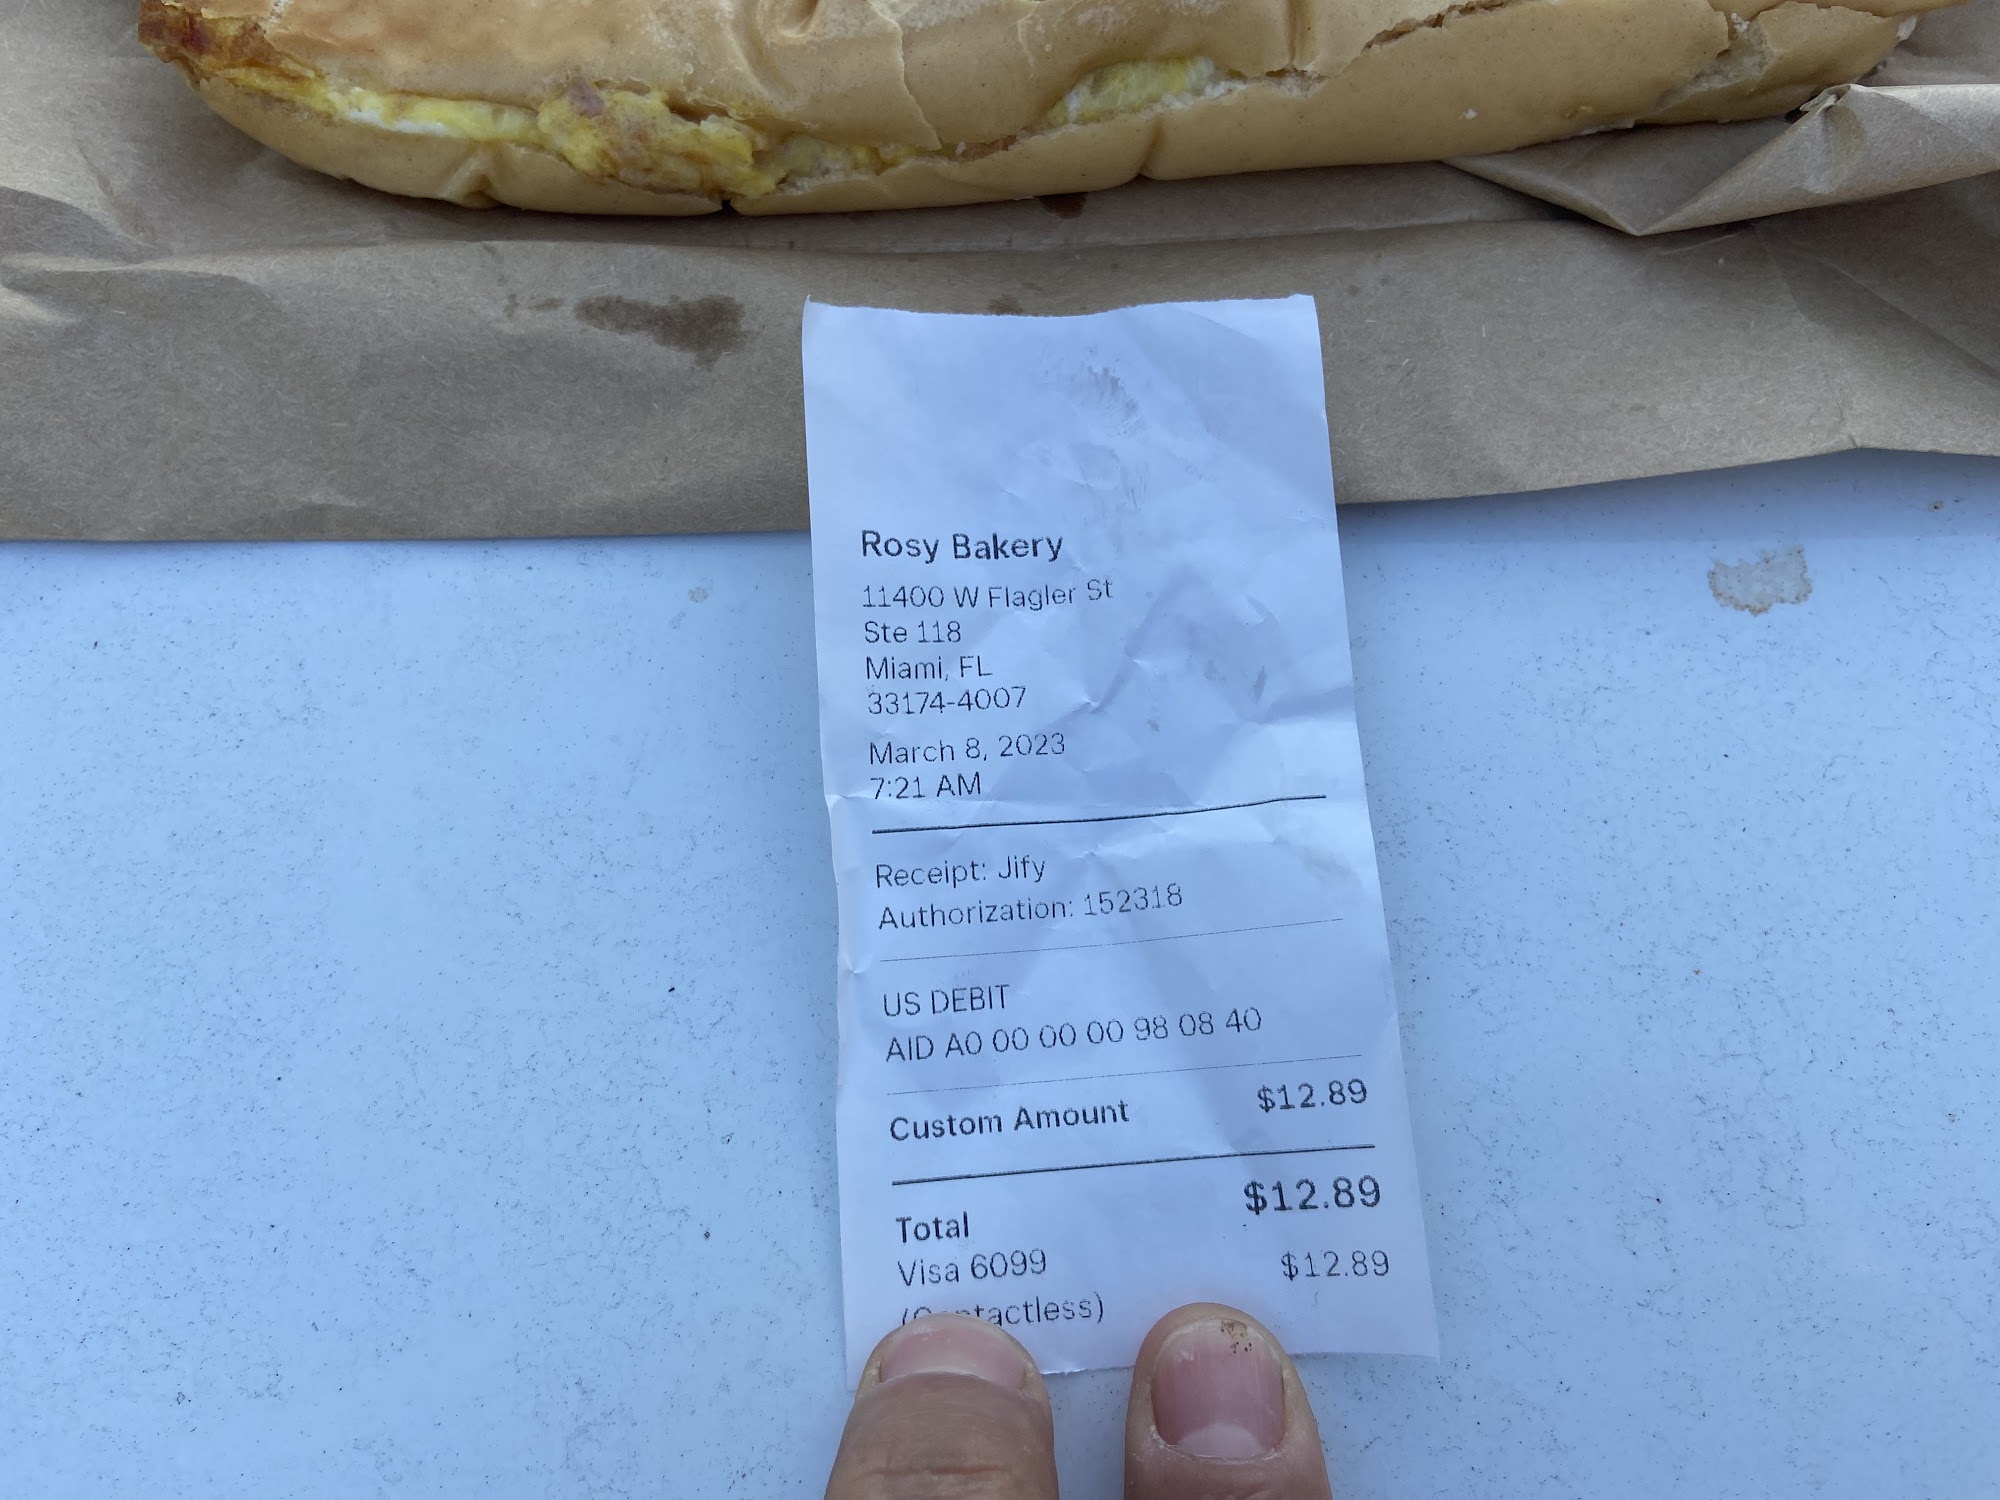 Rosy Bakery
11400 W Flagler St
Ste 118
Miami, FL
33174-4007
March 8, 2023
7:21 AM
Receipt: Jify
Authorization: 152318
US DEBIT
AID A0 00 00 00 98 08 40
Custom Amount $12.89
Total $12.89
Visa 6099 $12.89
(Contactless)